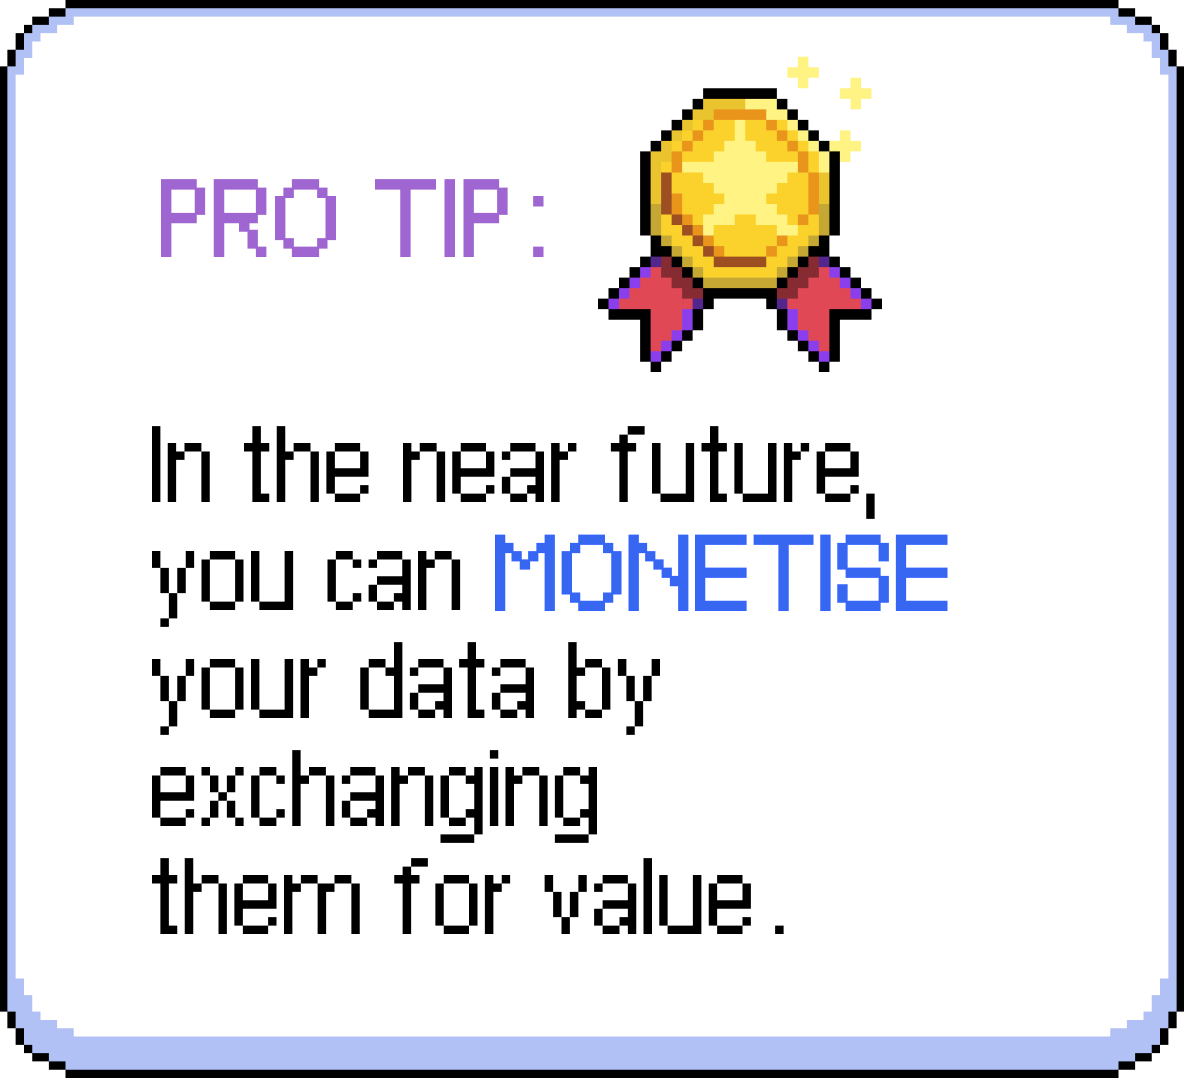 PRO TIP:
In the near future,
you can MONETISE
your data by
exchanging
them for value.